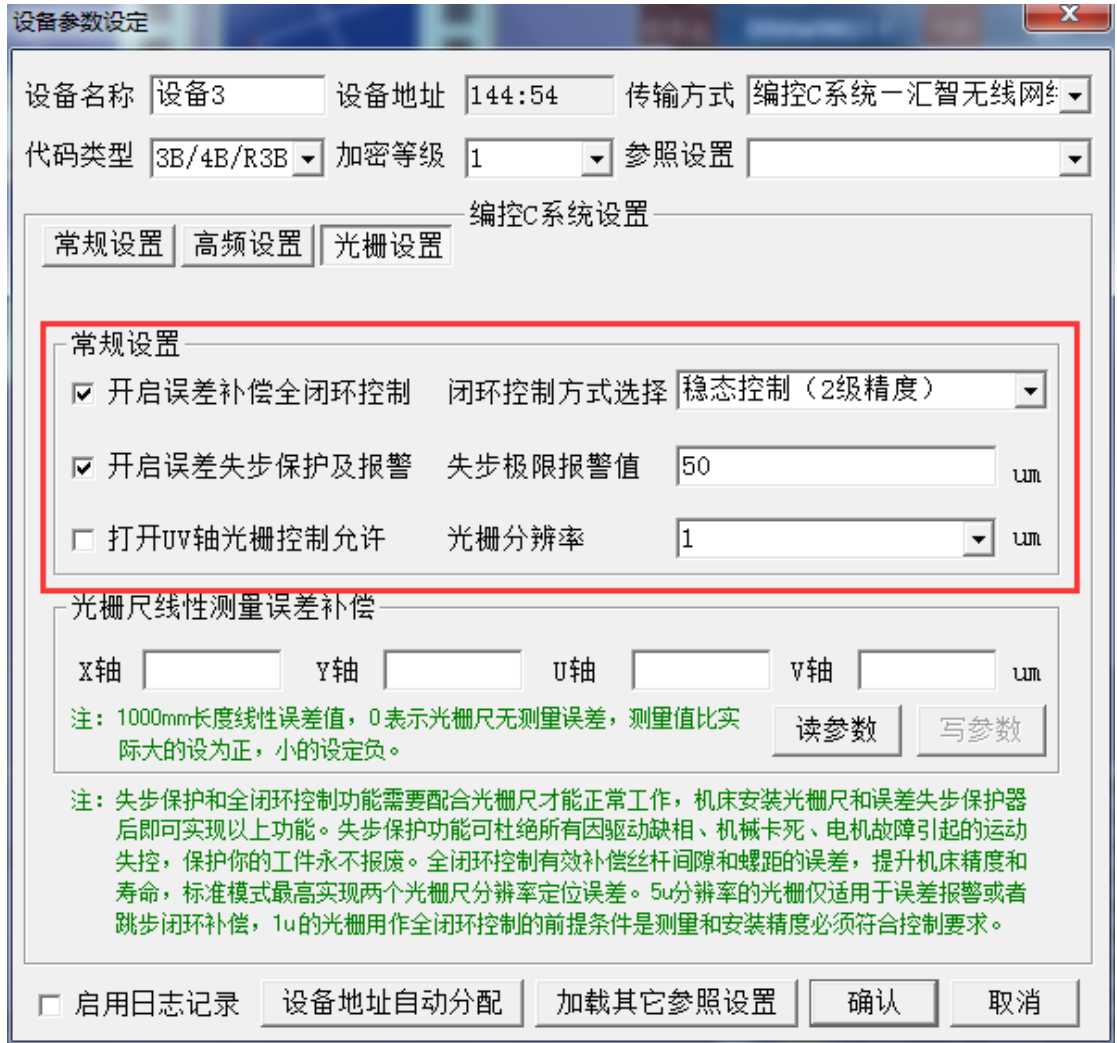 设备参数设定
设备名称 设备3 设备地址 144:54 传输方式 编控C系统－汇智无线网络
代码类型 3B/4B/R3B 加密等级 1 参照设置
编控C系统设置
常规设置 高频设置 光栅设置
常规设置
开启误差补偿全闭环控制 闭环控制方式选择 稳态控制（2级精度）
开启误差失步保护及报警 失步极限报警值 50 um
打开UV轴光栅控制允许 光栅分辨率 1 um
光栅尺线性测量误差补偿
X轴 Y轴 U轴 V轴 um
注：1000mm长度线性误差值，0表示光栅尺无测量误差，测量值比实
际大的设为正，小的设定负。
读参数 写参数
注：失步保护和全闭环控制功能需要配合光栅尺才能正常工作，机床安装光栅尺和误差失步保护器
后即可实现以上功能。失步保护功能可杜绝所有因驱动缺相、机械卡死、电机故障引起的运动
失控，保护你的工件永不报废。全闭环控制有效补偿丝杆间隙和螺距的误差，提升机床精度和
寿命，标准模式最高实现两个光栅尺分辨率定位误差。5u分辨率的光栅仅适用于误差报警或者
跳步闭环补偿，1u的光栅用作全闭环控制的前提条件是测量和安装精度必须符合控制要求。
启用日志记录 设备地址自动分配 加载其它参照设置 确认 取消